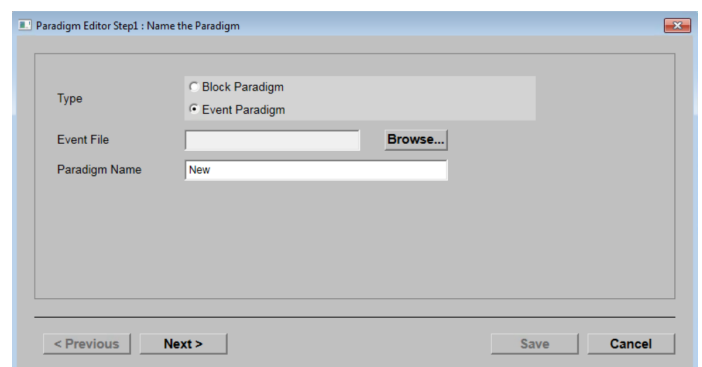 Paradigm Editor Step1 : Name the Paradigm
Type
Block Paradigm
Event Paradigm
Event File
Browse...
Paradigm Name
New
< Previous
Next >
Save
Cancel